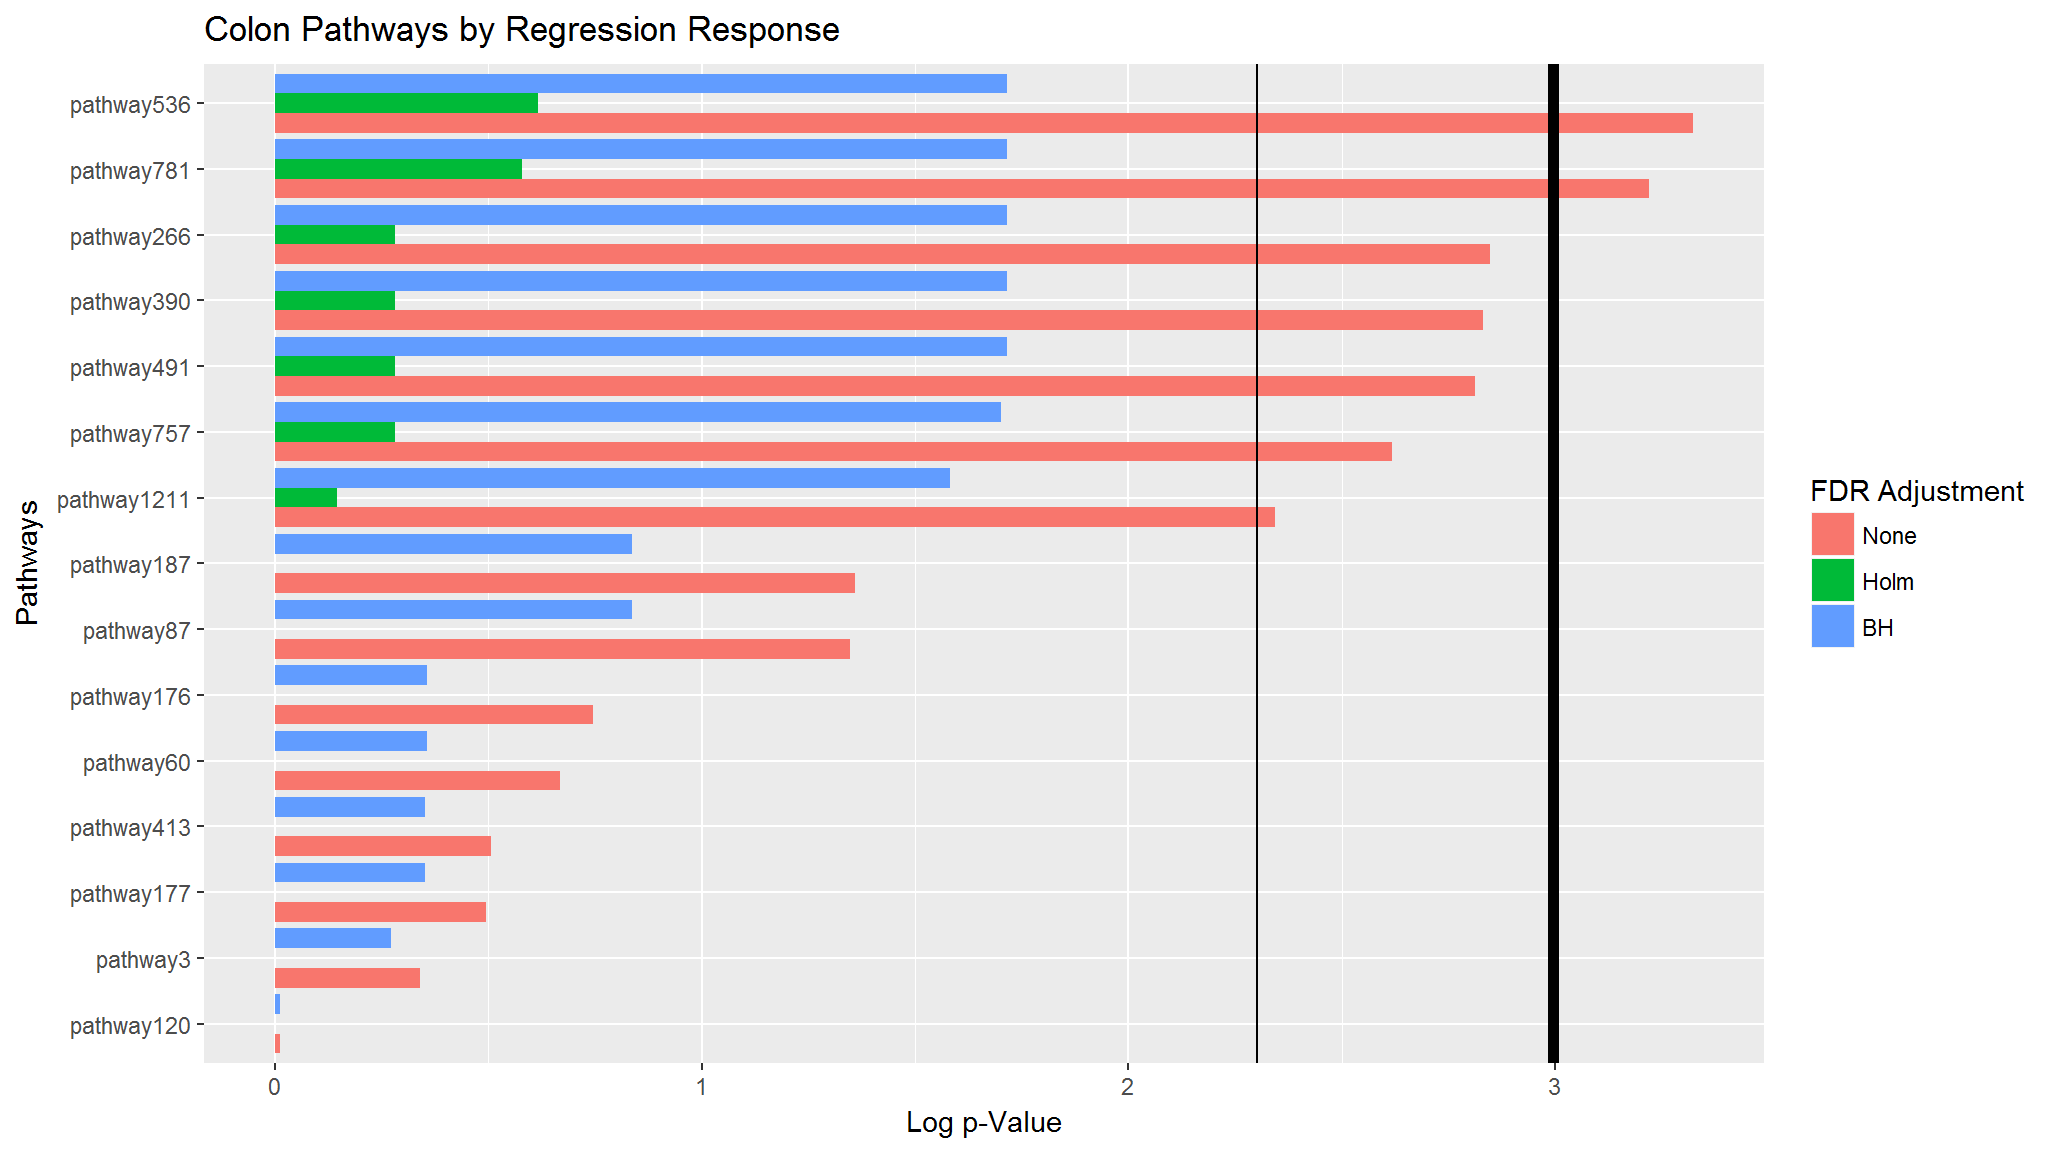 Colon Pathways by Regression Response
Pathways
pathway536
pathway781
pathway266
pathway390
pathway491
pathway757
pathway1211
pathway187
pathway87
pathway176
pathway60
pathway413
pathway177
pathway3
pathway120
0 1 2 3
Log p-Value
FDR Adjustment
None
Holm
BH